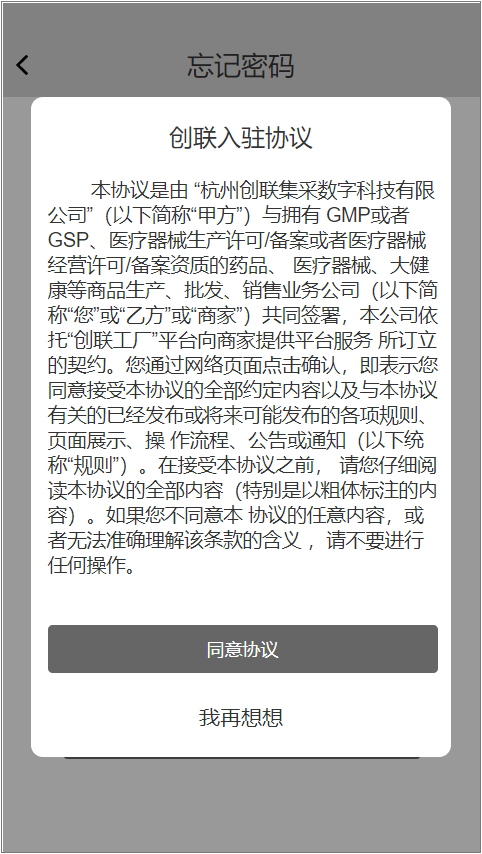 忘记密码
创联入驻协议
本协议是由 “杭州创联集采数字科技有限
公司”（以下简称“甲方”）与拥有 GMP或者
GSP、医疗器械生产许可/备案或者医疗器械
经营许可/备案资质的药品、 医疗器械、大健
康等商品生产、批发、销售业务公司（以下简
称“您”或“乙方”或“商家”）共同签署，本公司依
托“创联工厂”平台向商家提供平台服务 所订立
的契约。您通过网络页面点击确认，即表示您
同意接受本协议的全部约定内容以及与本协议
有关的已经发布或将来可能发布的各项规则、
页面展示、操 作流程、公告或通知（以下统
称“规则”）。在接受本协议之前， 请您仔细阅
读本协议的全部内容（特别是以粗体标注的内
容）。如果您不同意本 协议的任意内容，或
者无法准确理解该条款的含义 ，请不要进行
任何操作。
同意协议
我再想想